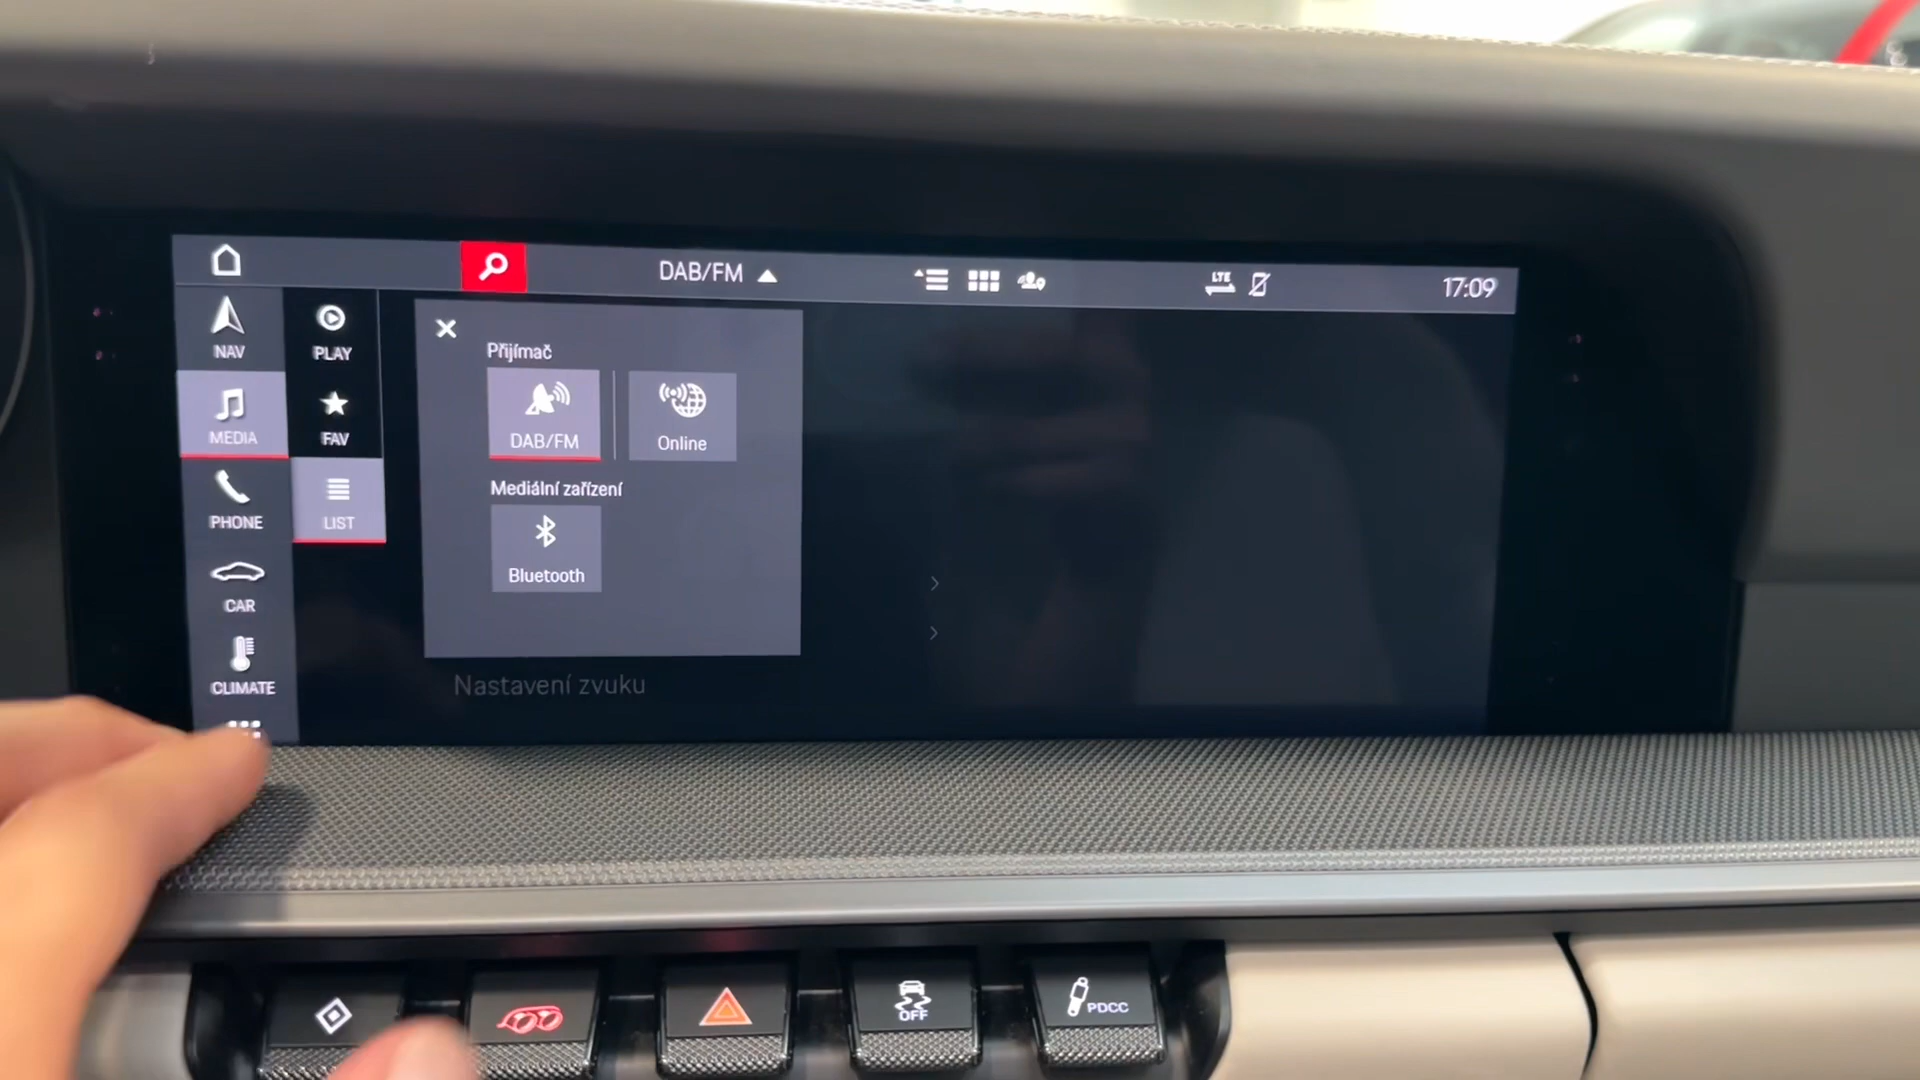 DAB/FM
LTE
17:09
NAV
MEDIA
PHONE
CAR
CLIMATE
PLAY
FAV
LIST
Přijímač
DAB/FM
Online
Mediální zařízení
Bluetooth
Nastavení zvuku
OFF
PDCC